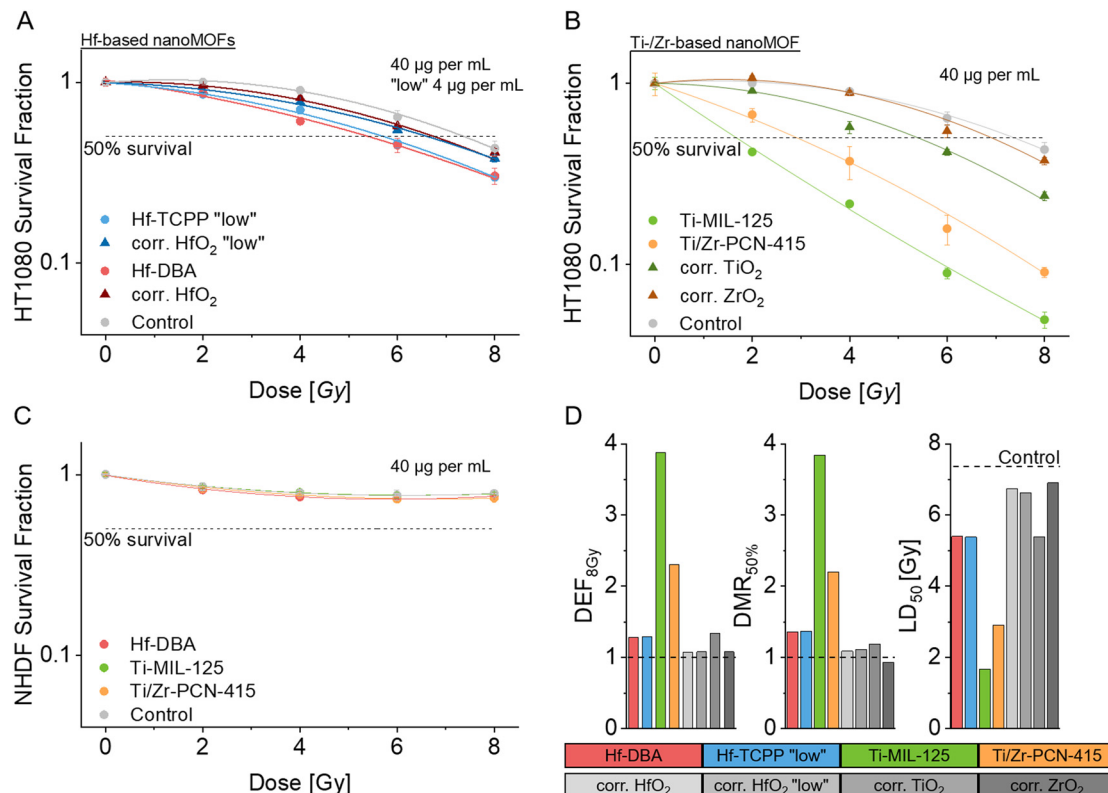 A
Hf-based nanoMOFs
40 µg per mL
"low" 4 µg per mL
HT1080 Survival Fraction
1
0.1
50% survival
Hf-TCPP "low"
corr. HfO₂ "low"
Hf-DBA
corr. HfO₂
Control
0 2 4 6 8
Dose [Gy]
B
Ti-/Zr-based nanoMOF
40 µg per mL
HT1080 Survival Fraction
1
0.1
50% survival
Ti-MIL-125
Ti/Zr-PCN-415
corr. TiO₂
corr. ZrO₂
Control
0 2 4 6 8
Dose [Gy]
C
40 µg per mL
NHDF Survival Fraction
1
0.1
50% survival
Hf-DBA
Ti-MIL-125
Ti/Zr-PCN-415
Control
0 2 4 6 8
Dose [Gy]
D
DEF8Gy
4
3
2
1
0
DMR50%
4
3
2
1
0
LD50 [Gy]
8
6
4
2
0
Control
Hf-DBA Hf-TCPP "low" Ti-MIL-125 Ti/Zr-PCN-415
corr. HfO₂ corr. HfO₂ "low" corr. TiO₂ corr. ZrO₂